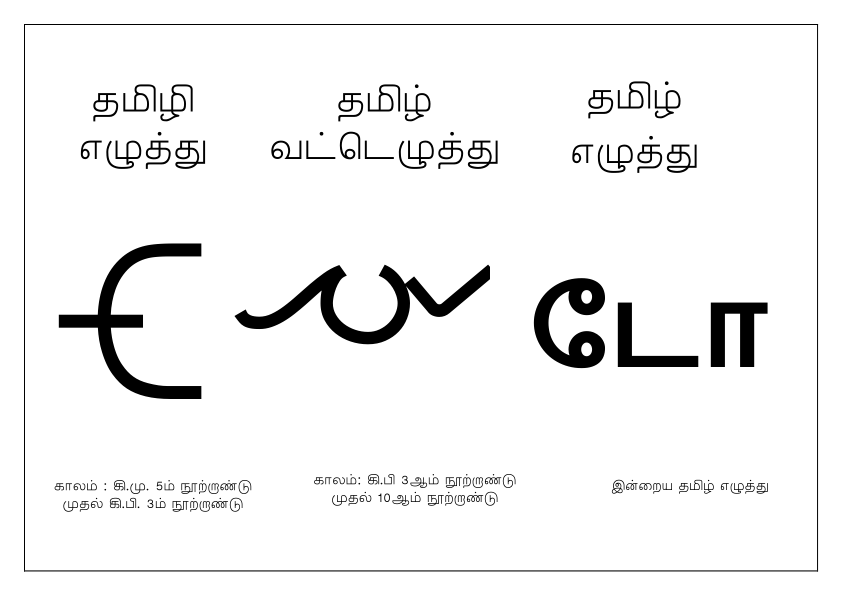 தமிழி
எழுத்து
தமிழ்
வட்டெழுத்து
தமிழ்
எழுத்து
டோ
காலம் : கி.மு. 5ம் நூற்றாண்டு
முதல் கி.பி. 3ம் நூற்றாண்டு
காலம்: கி.பி 3ஆம் நூற்றாண்டு
முதல் 10ஆம் நூற்றாண்டு
இன்றைய தமிழ் எழுத்து